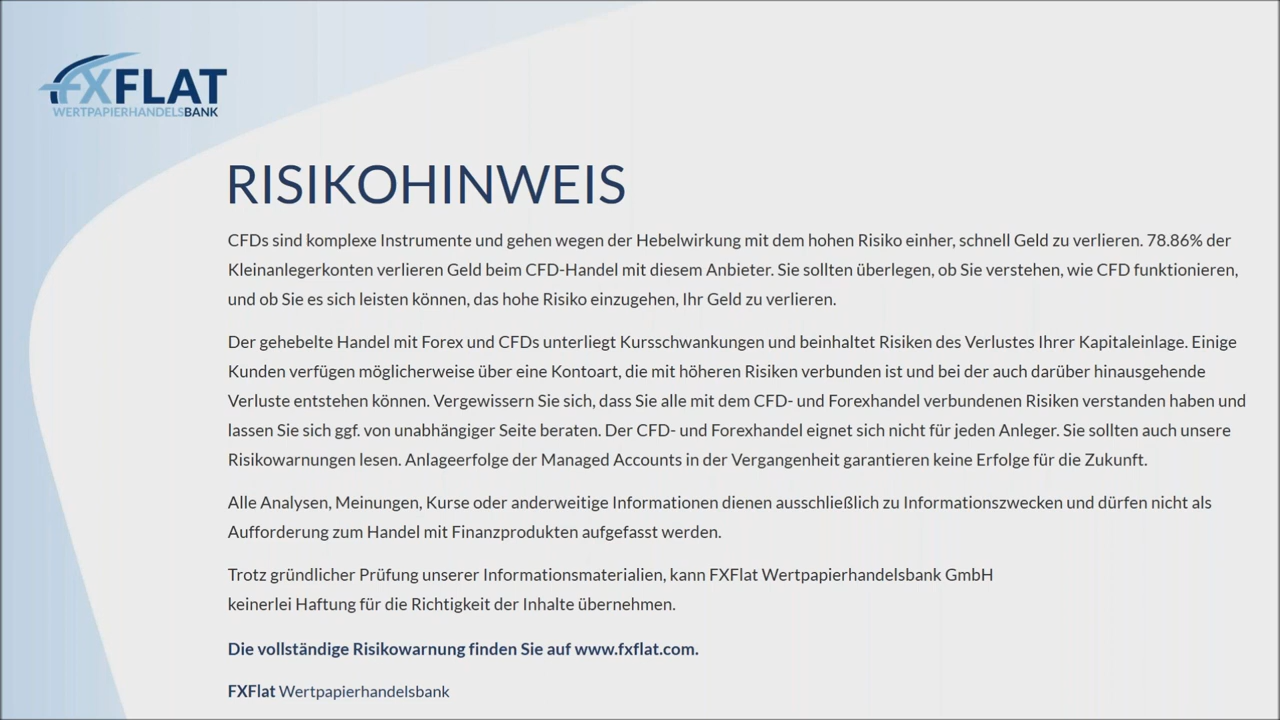 FXFLAT
WERTPAPIERHANDELSBANK
RISIKOHINWEIS
CFDs sind komplexe Instrumente und gehen wegen der Hebelwirkung mit dem hohen Risiko einher, schnell Geld zu verlieren. 78.86% der
Kleinanlegerkonten verlieren Geld beim CFD-Handel mit diesem Anbieter. Sie sollten überlegen, ob Sie verstehen, wie CFD funktionieren,
und ob Sie es sich leisten können, das hohe Risiko einzugehen, Ihr Geld zu verlieren.
Der gehebelte Handel mit Forex und CFDs unterliegt Kursschwankungen und beinhaltet Risiken des Verlustes Ihrer Kapitaleinlage. Einige
Kunden verfügen möglicherweise über eine Kontoart, die mit höheren Risiken verbunden ist und bei der auch darüber hinausgehende
Verluste entstehen können. Vergewissern Sie sich, dass Sie alle mit dem CFD- und Forexhandel verbundenen Risiken verstanden haben und
lassen Sie sich ggf. von unabhängiger Seite beraten. Der CFD- und Forexhandel eignet sich nicht für jeden Anleger. Sie sollten auch unsere
Risikowarnungen lesen. Anlageerfolge der Managed Accounts in der Vergangenheit garantieren keine Erfolge für die Zukunft.
Alle Analysen, Meinungen, Kurse oder anderweitige Informationen dienen ausschließlich zu Informationszwecken und dürfen nicht als
Aufforderung zum Handel mit Finanzprodukten aufgefasst werden.
Trotz gründlicher Prüfung unserer Informationsmaterialien, kann FXFlat Wertpapierhandelsbank GmbH
keinerlei Haftung für die Richtigkeit der Inhalte übernehmen.
Die vollständige Risikowarnung finden Sie auf www.fxflat.com.
FXFlat Wertpapierhandelsbank